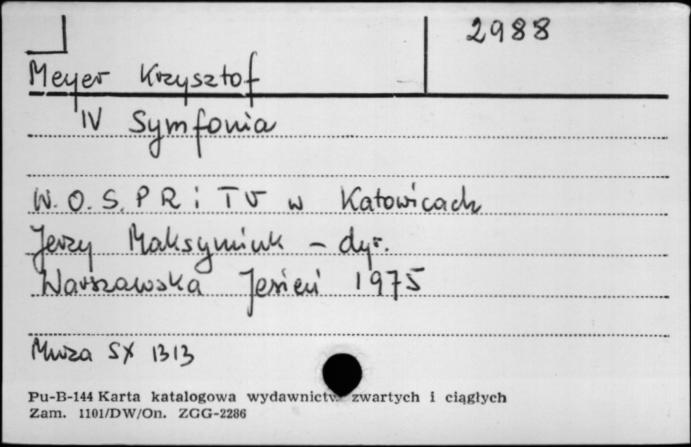 2988
Meyer Krzysztof
IV Symfonia
W. O. S. P R i TV w Katowicach
Jerzy Maksymiuk - dyr.
Warszawska Jesień 1975
Muza SX 1313
Pu-B-144 Karta katalogowa wydawnictw zwartych i ciągłych
Zam. 1101/DW/On. ZGG-2286